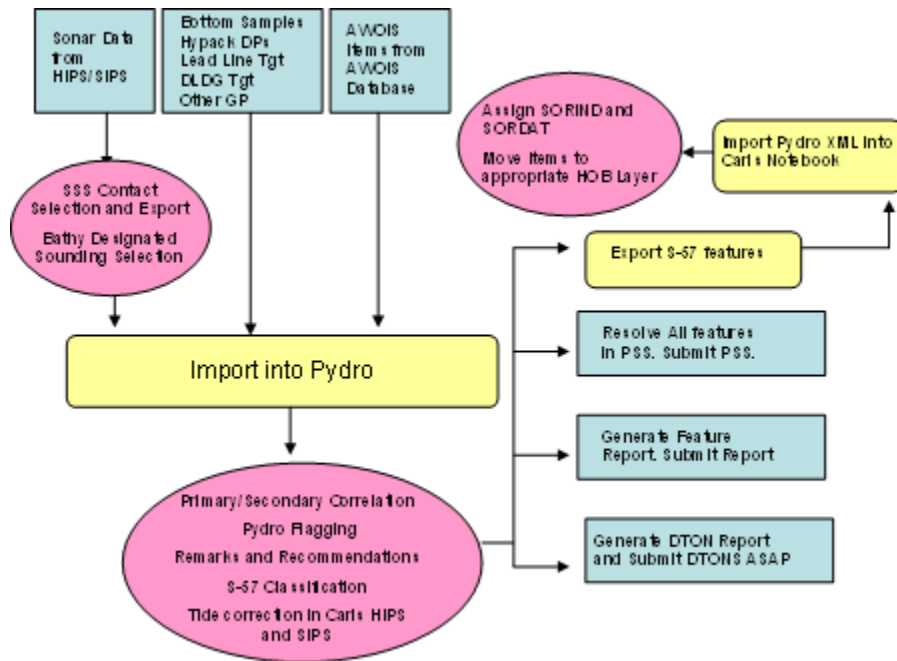 Sonar Data
from
HIPS/SIPS
Bottom Samples
Hypack DPs
Lead Line Tgt
DLDG Tgt
Other GP
AWOIS
Items from
AWOIS
Database
Assign SORIND and
SORDAT
Move Items to
appropriate HOB Layer
Import Pydro XML into
Caris Notebook
SSS Contact
Selection and Export
Bathy Designated
Sounding Selection
Export S-57 features
Import into Pydro
Resolve All features
in PSS. Submit PSS.
Generate Feature
Report. Submit Report
Generate DTON Report
and Submit DTONS ASAP
Primary/Secondary Correlation
Pydro Flagging
Remarks and Recommendations
S-57 Classification
Tide correction in Caris HIPS
and SIPS